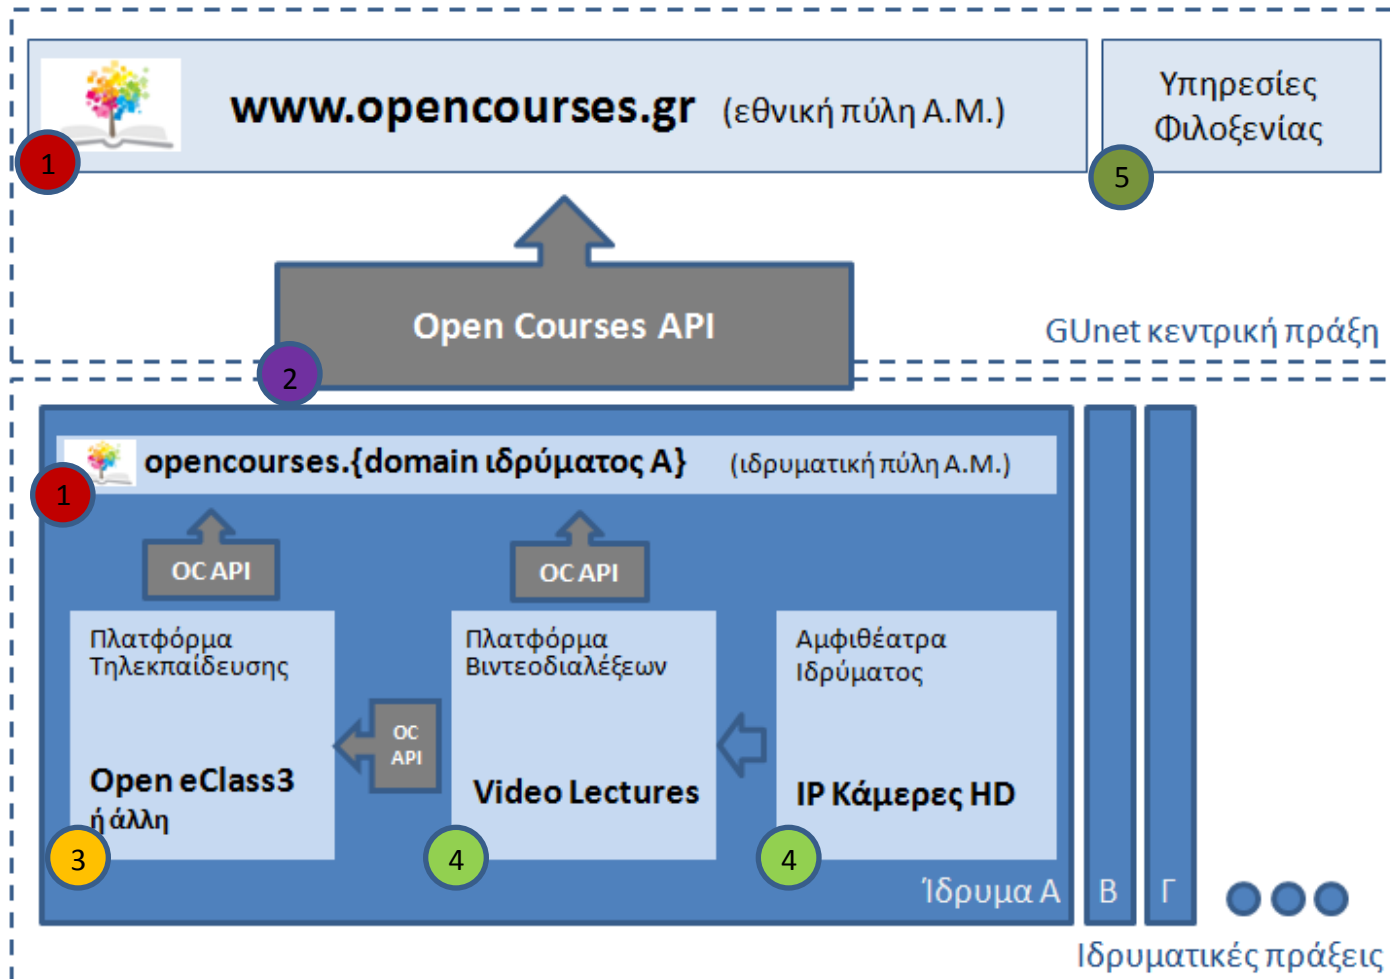 www.opencourses.gr (εθνική πύλη Α.Μ.)
1
Υπηρεσίες
Φιλοξενίας
5
Open Courses API
2
GUnet κεντρική πράξη
opencourses.{domain ιδρύματος Α} (ιδρυματική πύλη Α.Μ.)
1
OC API
OC API
Πλατφόρμα
Τηλεκπαίδευσης
Open eClass3
ή άλλη
3
OC
API
Πλατφόρμα
Βιντεοδιαλέξεων
Video Lectures
4
Αμφιθέατρα
Ιδρύματος
IP Κάμερες HD
4
Ίδρυμα Α
Β
Γ
Ιδρυματικές πράξεις